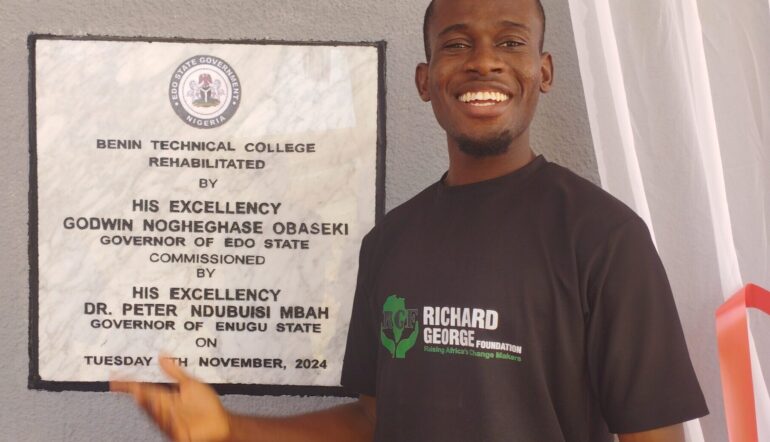 EDO STATE GOVERNMENT
NIGERIA
BENIN TECHNICAL COLLEGE
REHABILITATED
BY
HIS EXCELLENCY
GODWIN NOGHEGHASE OBASEKI
GOVERNOR OF EDO STATE
COMMISSIONED
BY
HIS EXCELLENCY
DR. PETER NDUBUISI MBAH
GOVERNOR OF ENUGU STATE
ON
TUESDAY NOVEMBER, 2024
RGF
RICHARD
GEORGE FOUNDATION
Raising Africa's Change Makers